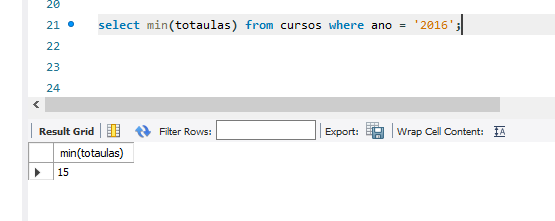 20
21 select min(totaulas) from cursos where ano = '2016';
22
23
24
Result Grid Filter Rows: Export: Wrap Cell Content:
min(totaulas)
15